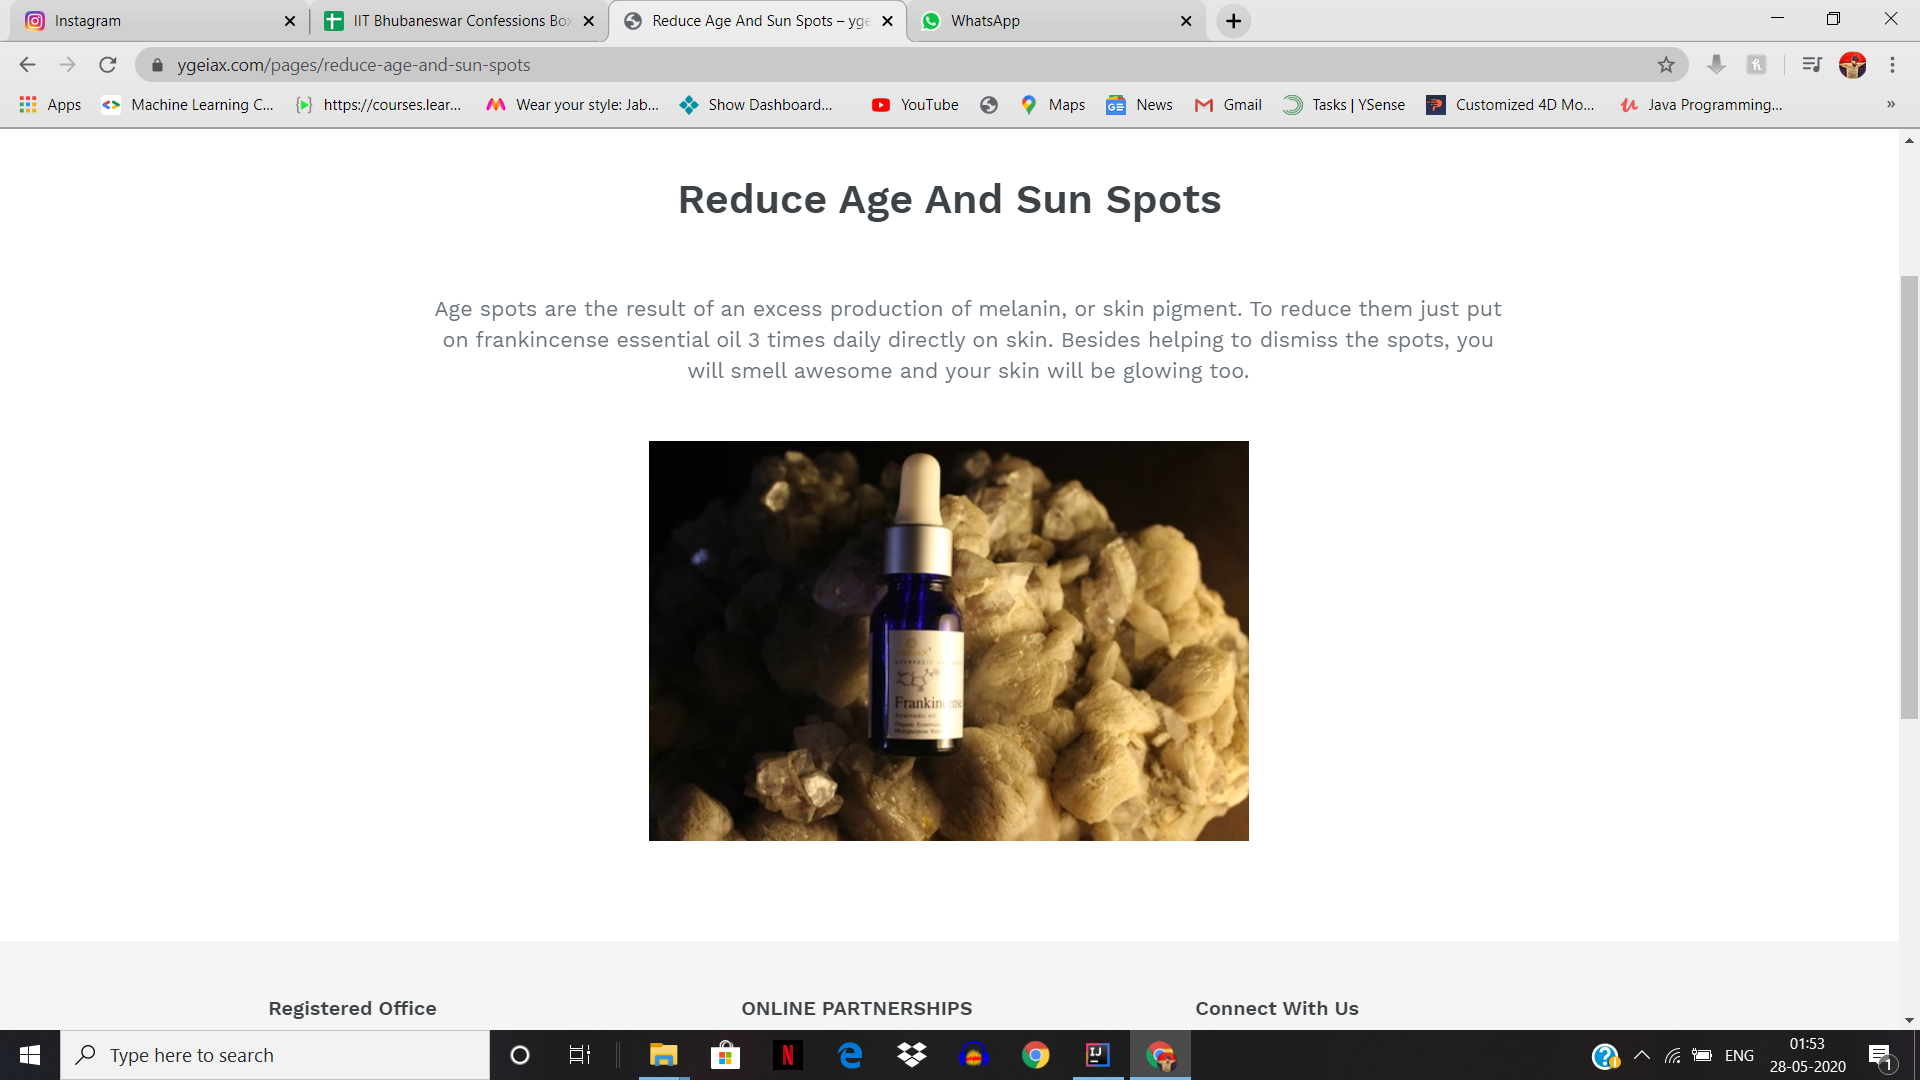 Instagram
IIT Bhubaneswar Confessions Box
Reduce Age And Sun Spots – yge
WhatsApp
ygeiax.com/pages/reduce-age-and-sun-spots
Apps
Machine Learning C...
https://courses.lear...
Wear your style: Jab...
Show Dashboard...
YouTube
Maps
News
Gmail
Tasks | YSense
Customized 4D Mo...
Java Programming...
»
Reduce Age And Sun Spots
Age spots are the result of an excess production of melanin, or skin pigment. To reduce them just put
on frankincense essential oil 3 times daily directly on skin. Besides helping to dismiss the spots, you
will smell awesome and your skin will be glowing too.
Frankincense
Registered Office
ONLINE PARTNERSHIPS
Connect With Us
Type here to search
ENG
01:53
28-05-2020
1